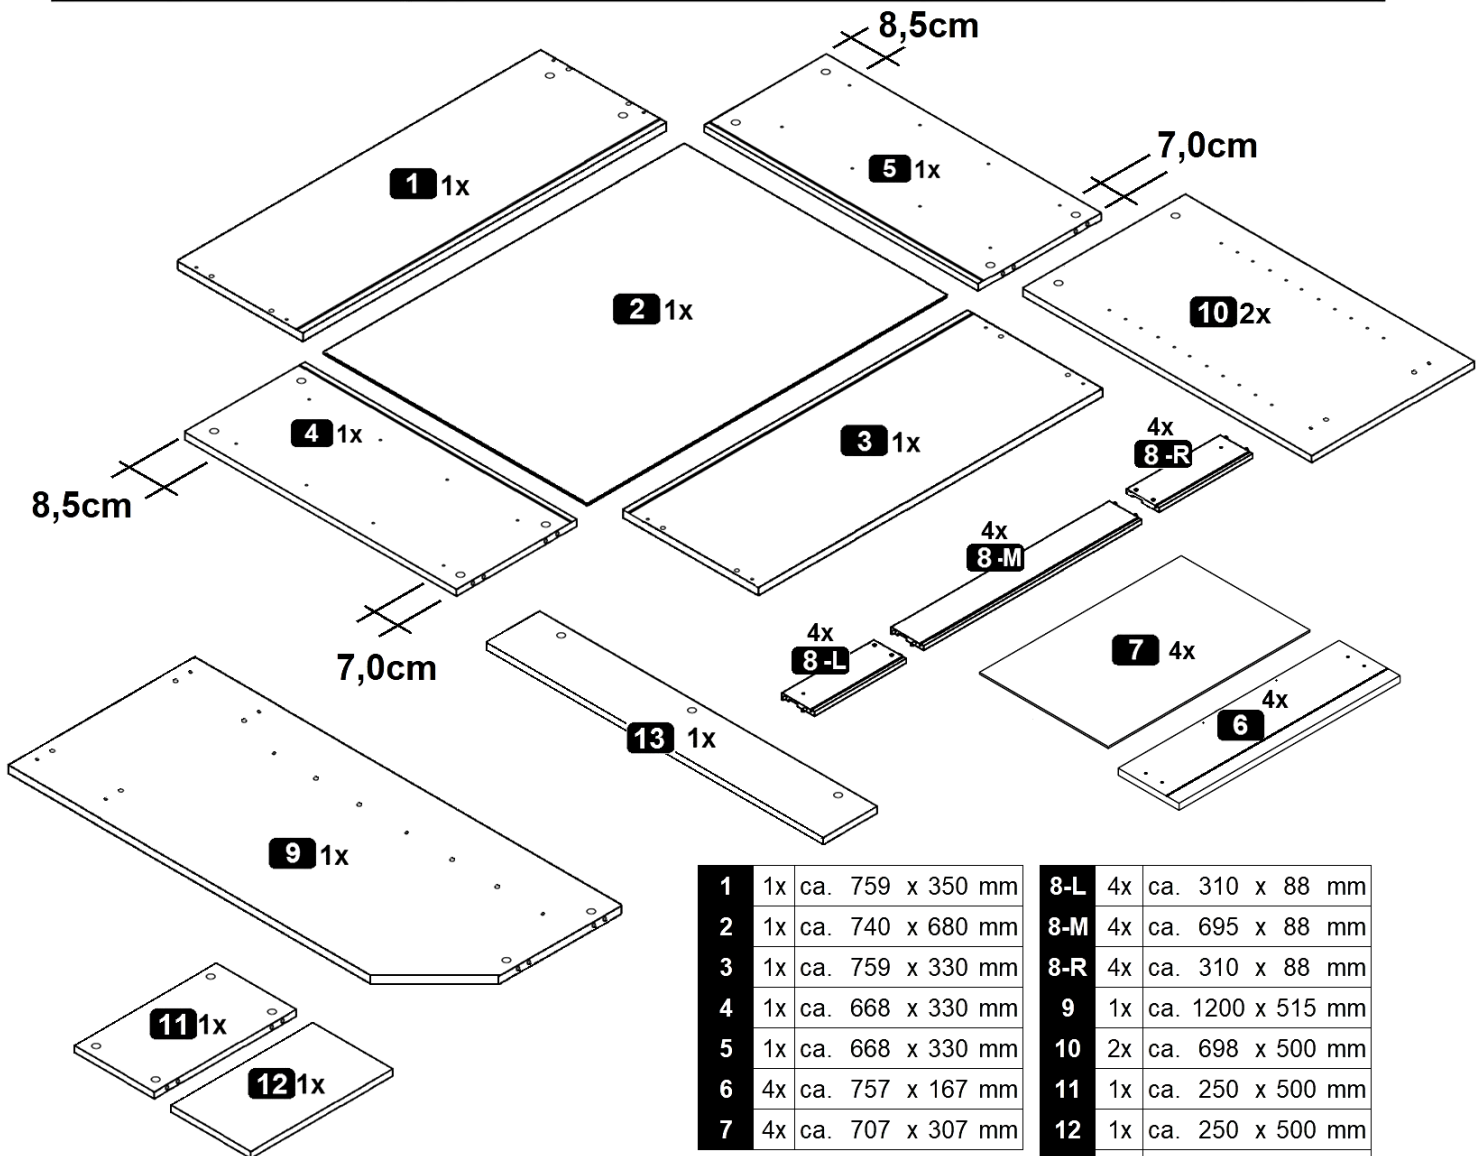 8,5cm
7,0cm
1 1x
5 1x
2 1x
10 2x
4 1x
3 1x
4x
8 -R
8,5cm
4x
8 -M
7,0cm
4x
8 -L
7 4x
4x
6
13 1x
9 1x
11 1x
12 1x
1 1x ca. 759 x 350 mm
2 1x ca. 740 x 680 mm
3 1x ca. 759 x 330 mm
4 1x ca. 668 x 330 mm
5 1x ca. 668 x 330 mm
6 4x ca. 757 x 167 mm
7 4x ca. 707 x 307 mm
8-L 4x ca. 310 x 88 mm
8-M 4x ca. 695 x 88 mm
8-R 4x ca. 310 x 88 mm
9 1x ca. 1200 x 515 mm
10 2x ca. 698 x 500 mm
11 1x ca. 250 x 500 mm
12 1x ca. 250 x 500 mm